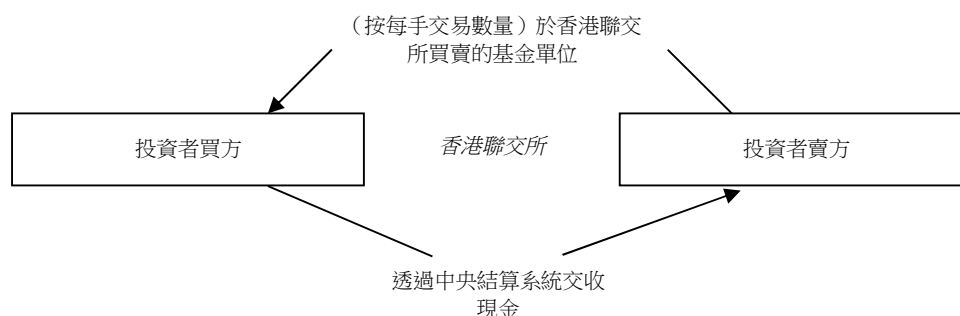 （按每手交易數量）於香港聯交
所買賣的基金單位
投資者買方
香港聯交所
投資者賣方
透過中央結算系統交收
現金